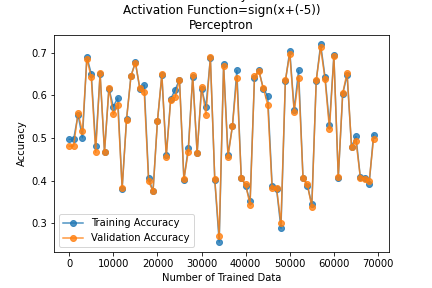 Activation Function=sign(x+(-5))
Perceptron
Accuracy
0.7
0.6
0.5
0.4
0.3
Training Accuracy
Validation Accuracy
0 10000 20000 30000 40000 50000 60000 70000
Number of Trained Data